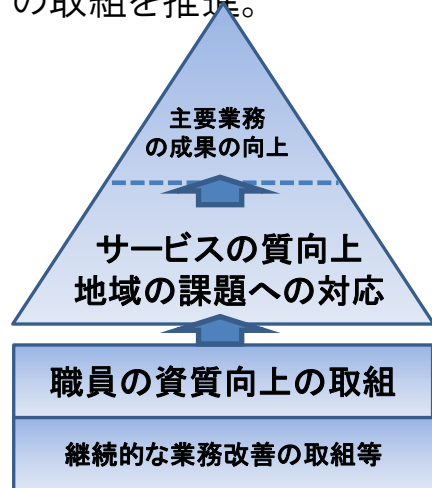 の取組を推進。
主要業務
の成果の向上
サービスの質向上
地域の課題への対応
職員の資質向上の取組
継続的な業務改善の取組等